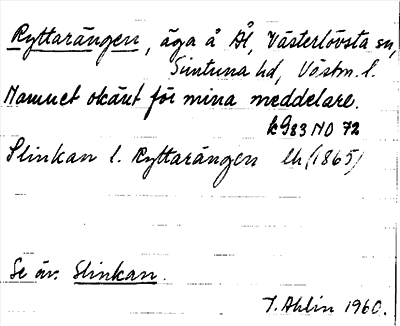 Ryttarängen, äga å Ål, Västerlövsta sn,
Simtuna hd, Västm. l.
Namnet okänt för mina meddelare.
k 983 NO 72
Slinkan l. Ryttarängen lh (1865)
Se äv. Slinkan.
J. Ahlin 1960.